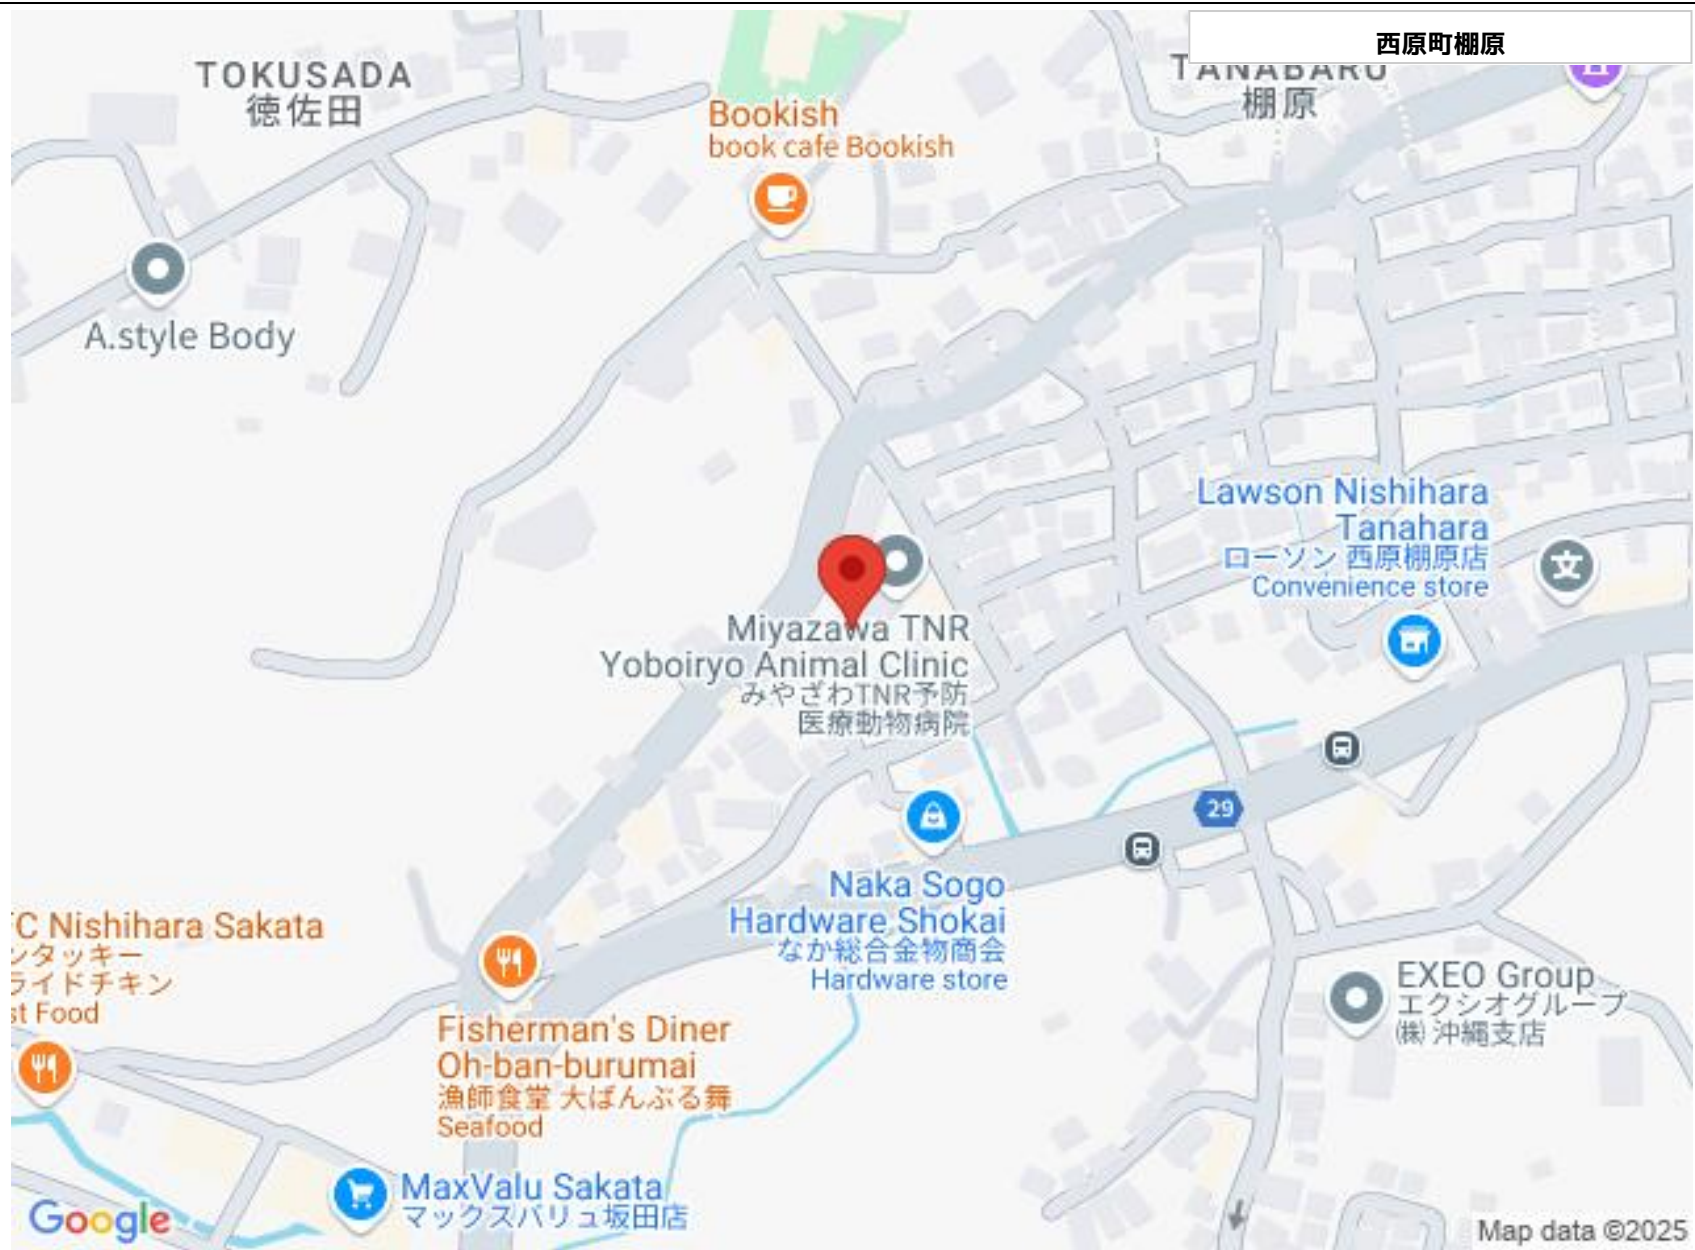 西原町棚原
TOKUSADA
徳佐田
TANABARU
棚原
Bookish
book cafe Bookish
A.style Body
Lawson Nishihara
Tanahara
ローソン 西原棚原店
Convenience store
文
Miyazawa TNR
Yoboiryo Animal Clinic
みやざわTNR予防
医療動物病院
29
Naka Sogo
Hardware Shokai
なか総合金物商会
Hardware store
FC Nishihara Sakata
ンタッキー
ライドチキン
st Food
EXEO Group
エクシオグループ
㈱ 沖縄支店
Fisherman's Diner
Oh-ban-burumai
漁師食堂 大ばんぶる舞
Seafood
MaxValu Sakata
マックスバリュ坂田店
Google
Map data ©2025